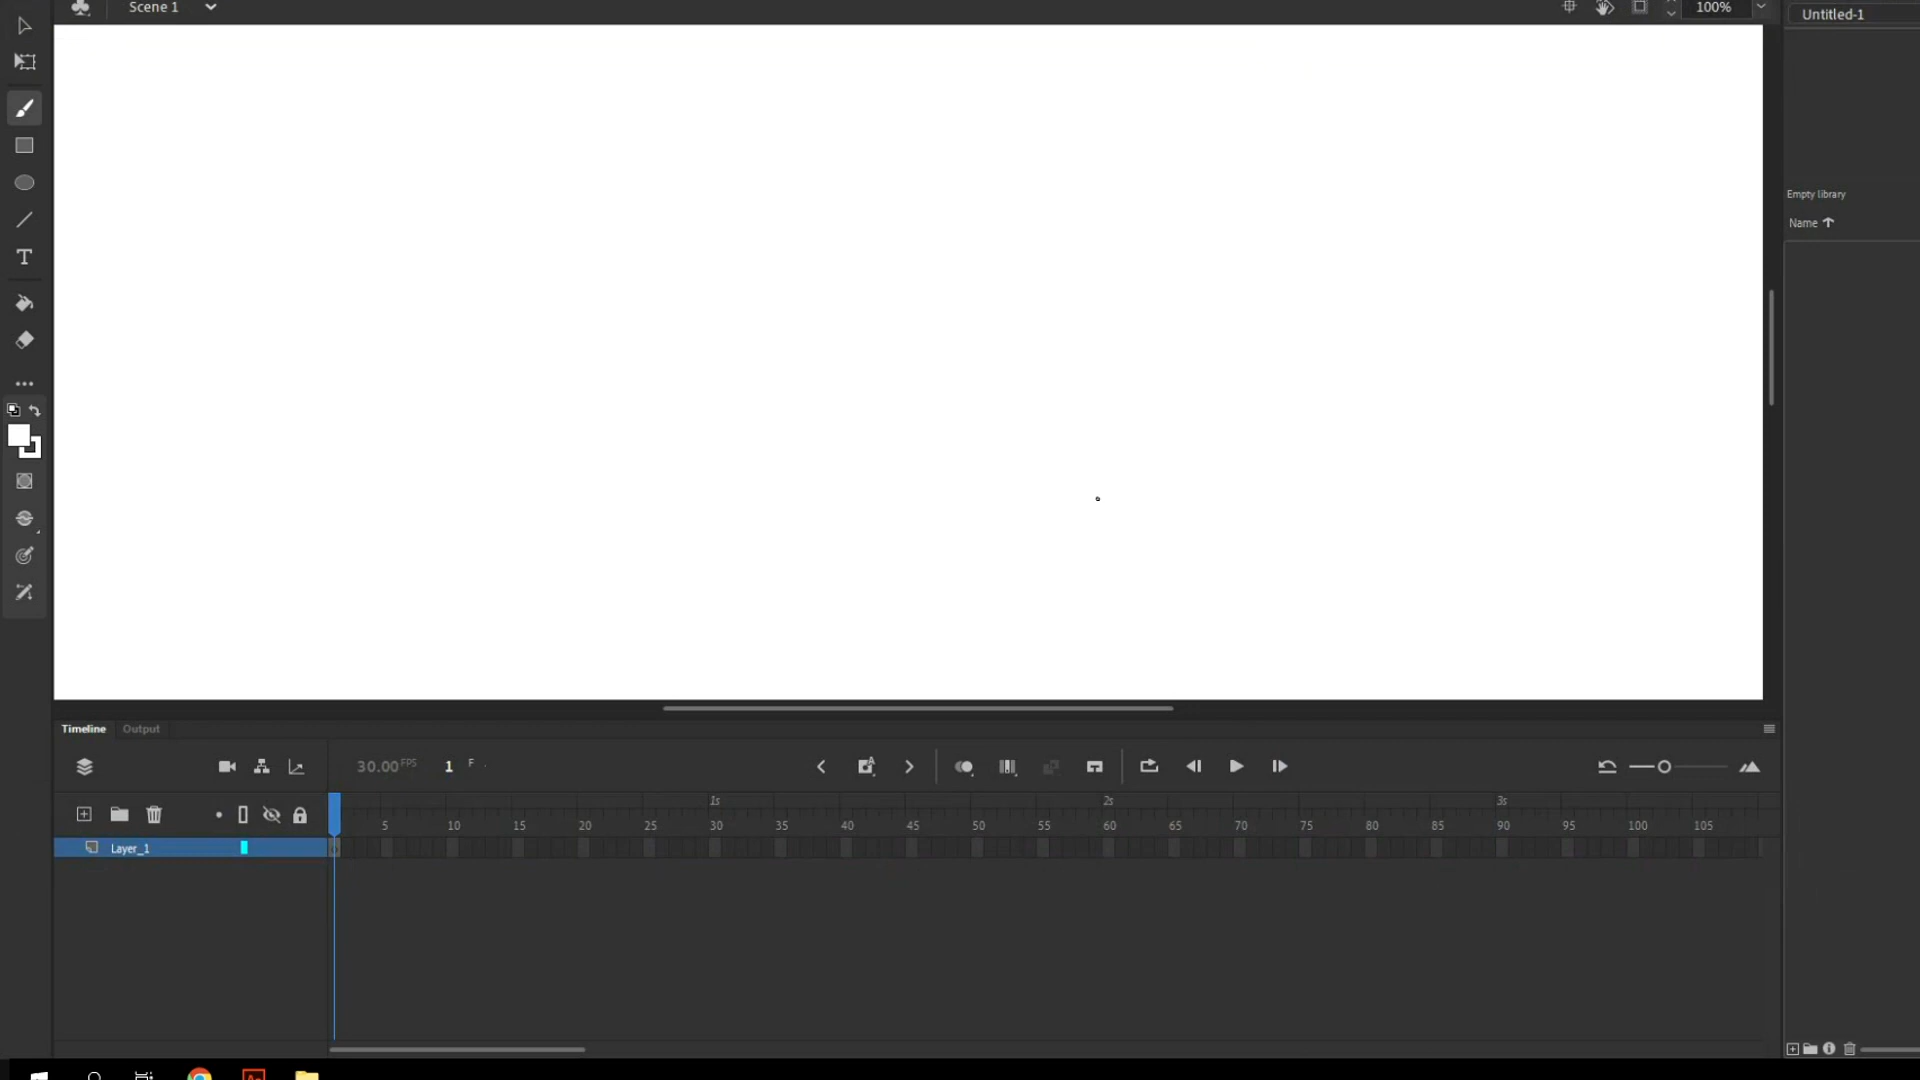 Scene 1
100%
Untitled-1
Empty library
Name
T
Timeline
Output
30.00 FPS
1 F
1s 2s 3s
5 10 15 20 25 30 35 40 45 50 55 60 65 70 75 80 85 90 95 100 105
Layer_1